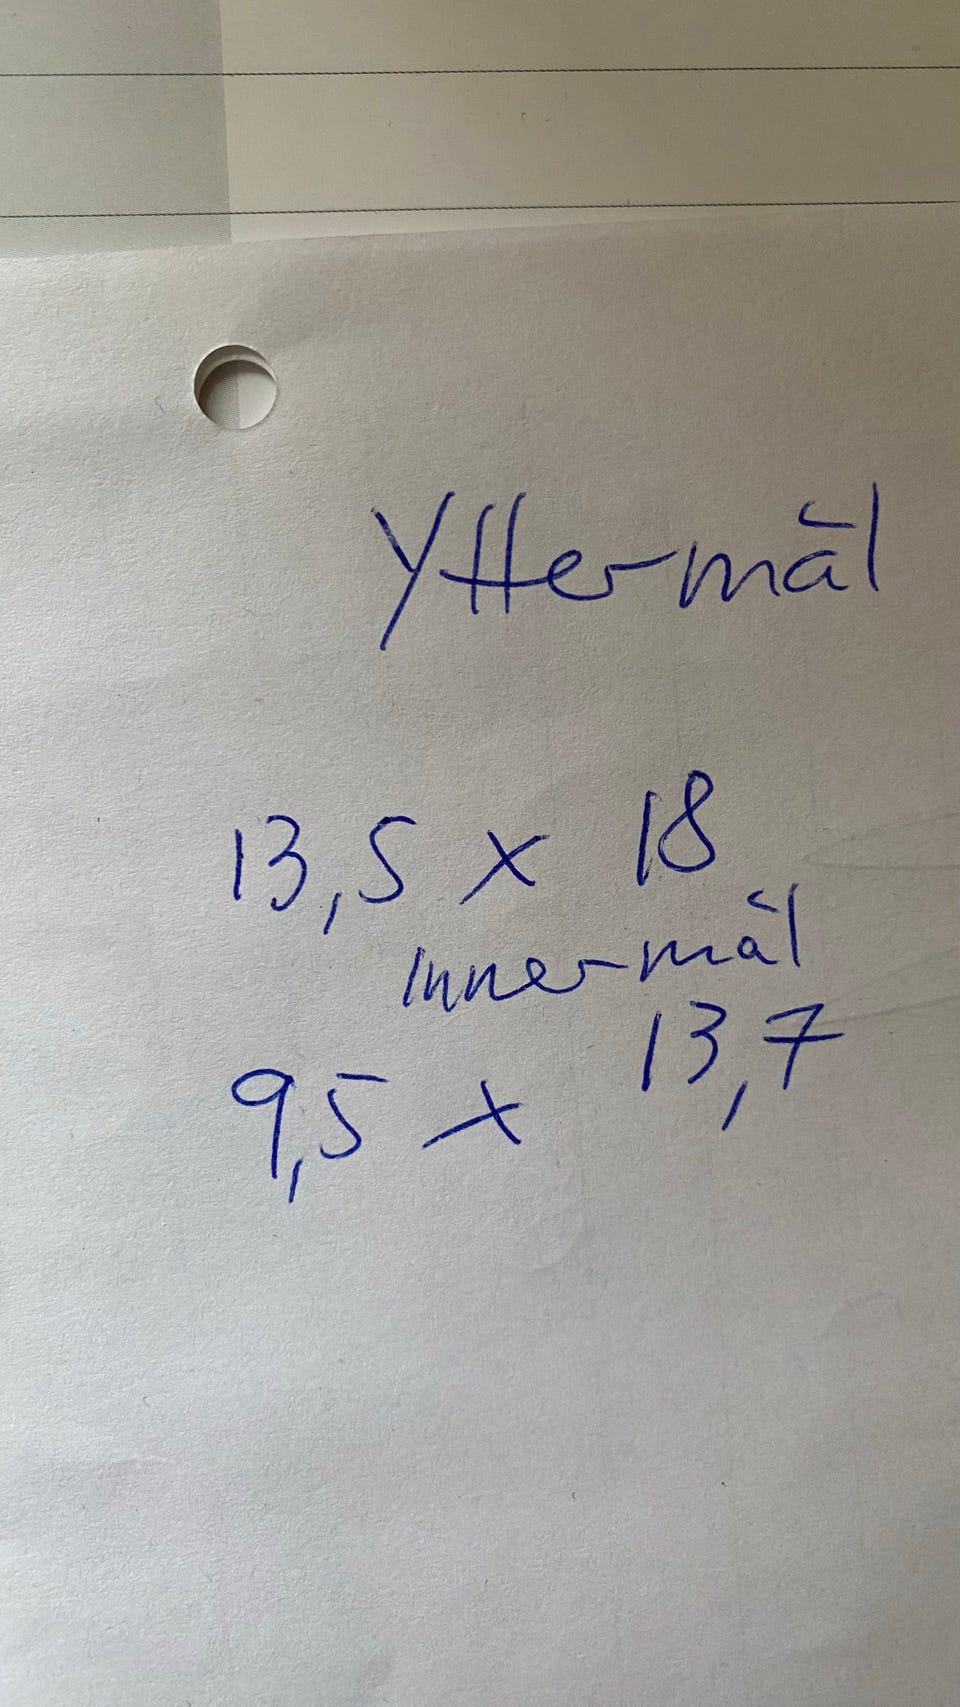 Yttermål
13,5 x 18
Innermål
9,5 x 13,7